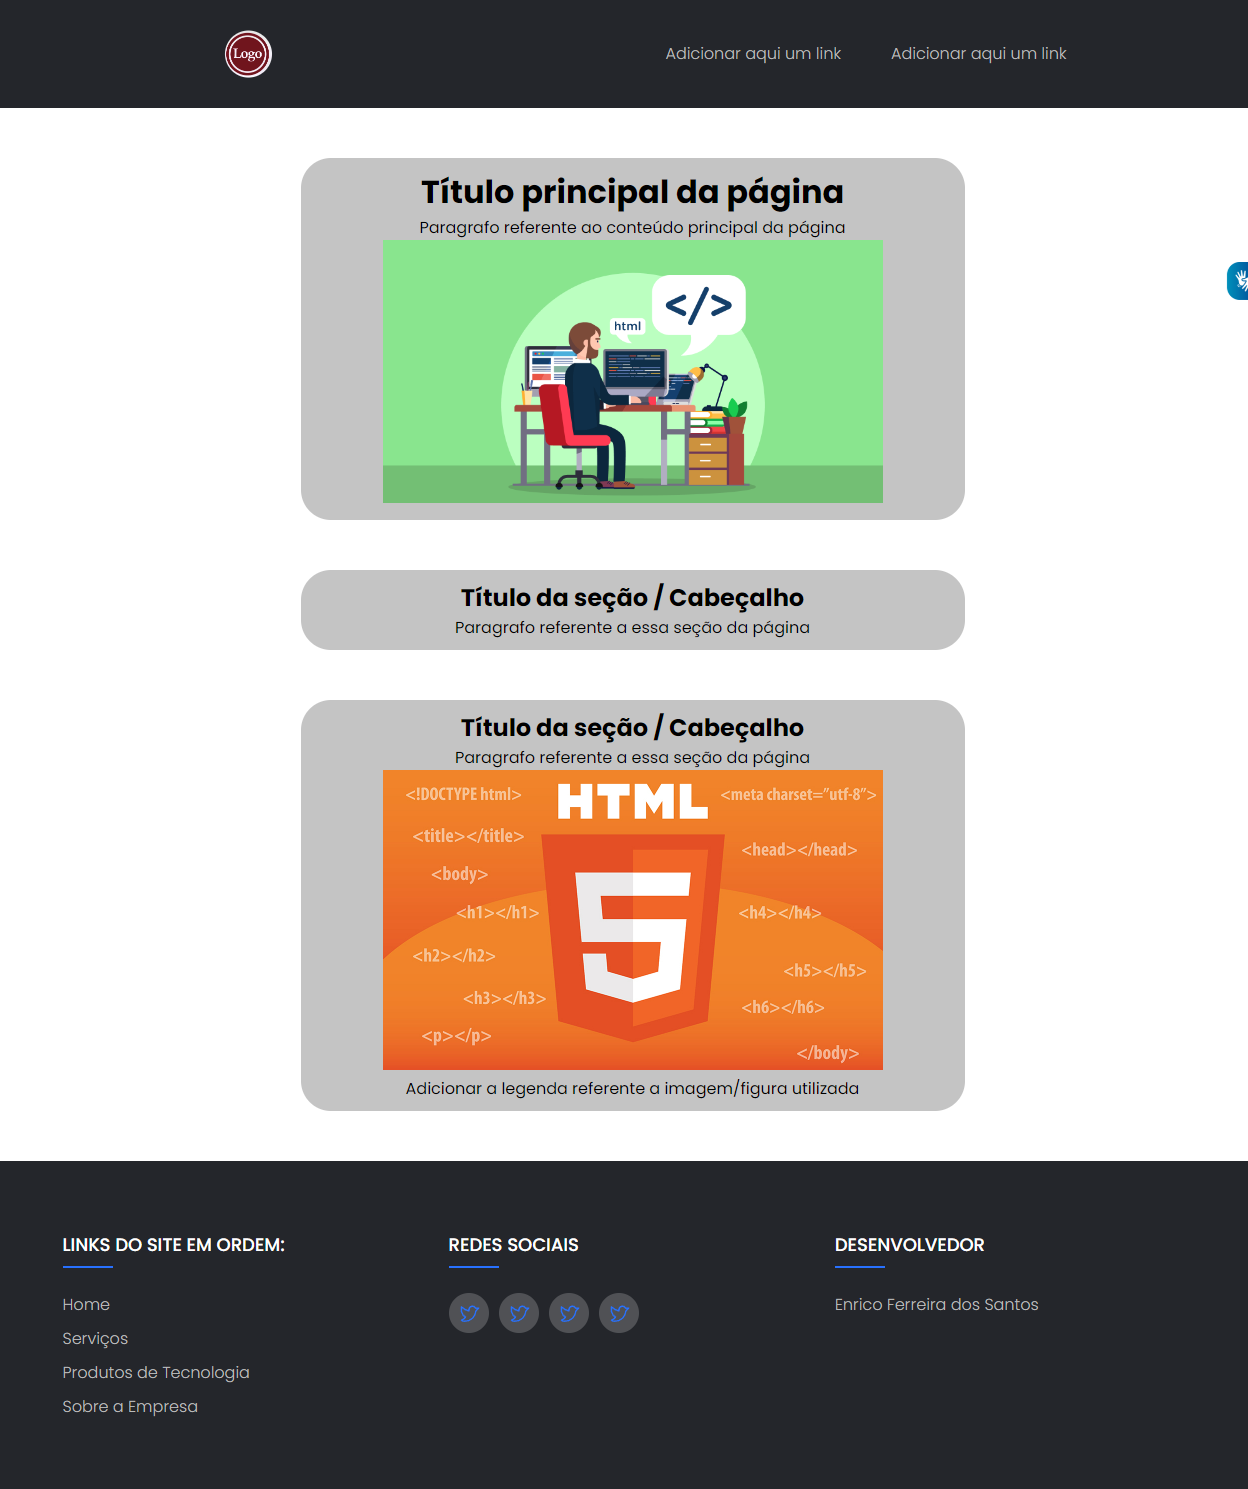 Logo
Adicionar aqui um link
Adicionar aqui um link
Título principal da página
Paragrafo referente ao conteúdo principal da página
</>
html
Título da seção / Cabeçalho
Paragrafo referente a essa seção da página
Título da seção / Cabeçalho
Paragrafo referente a essa seção da página
HTML
<!DOCTYPE html>
<meta charset="utf-8">
<title></title>
<head></head>
<body>
<h1></h1>
<h4></h4>
<h2></h2>
<h5></h5>
<h3></h3>
<h6></h6>
<p></p>
</body>
5
Adicionar a legenda referente a imagem/figura utilizada
LINKS DO SITE EM ORDEM:
Home
Serviços
Produtos de Tecnologia
Sobre a Empresa
REDES SOCIAIS
DESENVOLVEDOR
Enrico Ferreira dos Santos